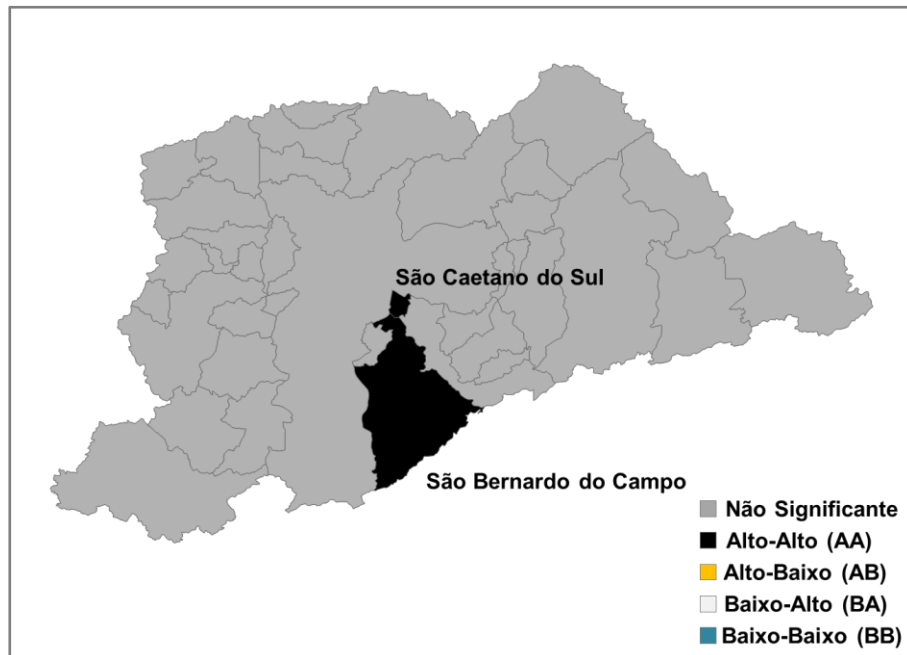 São Caetano do Sul
São Bernardo do Campo
Não Significante
Alto-Alto (AA)
Alto-Baixo (AB)
Baixo-Alto (BA)
Baixo-Baixo (BB)